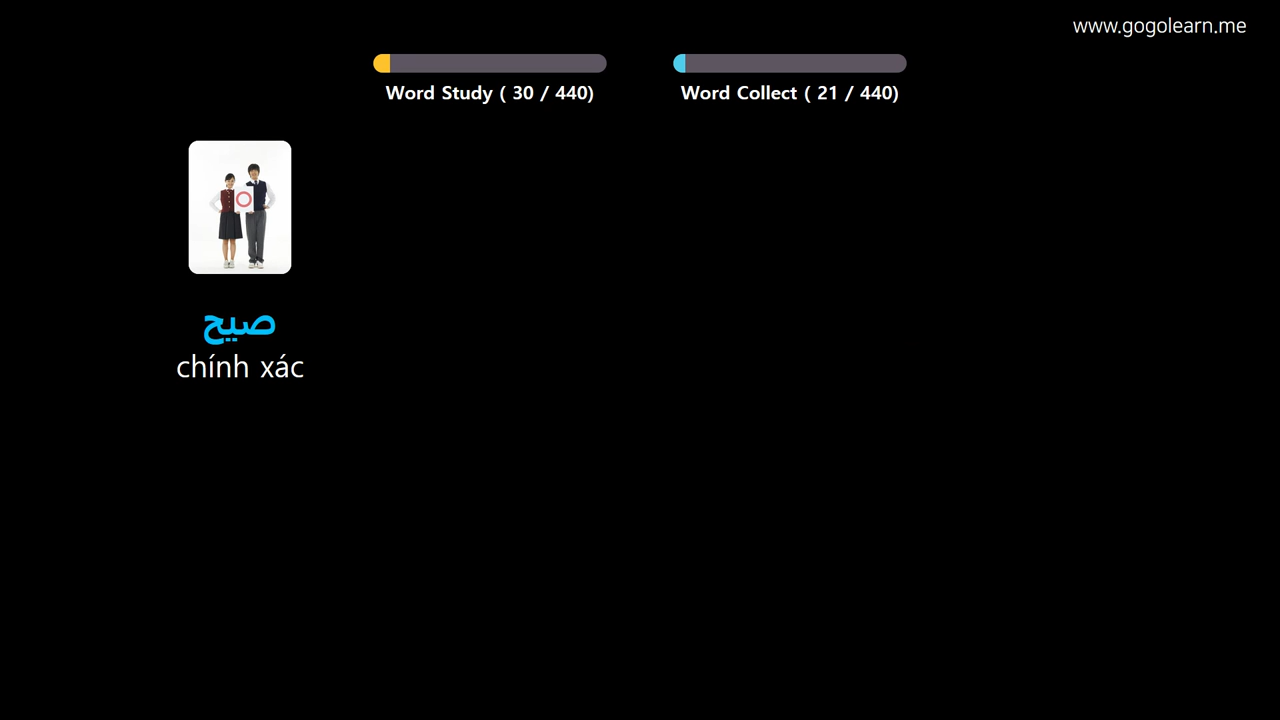 www.gogolearn.me
Word Study ( 30 / 440)
Word Collect ( 21 / 440)
صيح
chính xác